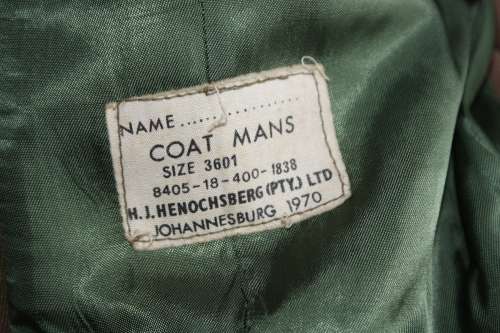 NAME..................
COAT MANS
SIZE 3601
8405-18-400-1838
H.J.HENOCHSBERG(PTY.) LTD
JOHANNESBURG 1970